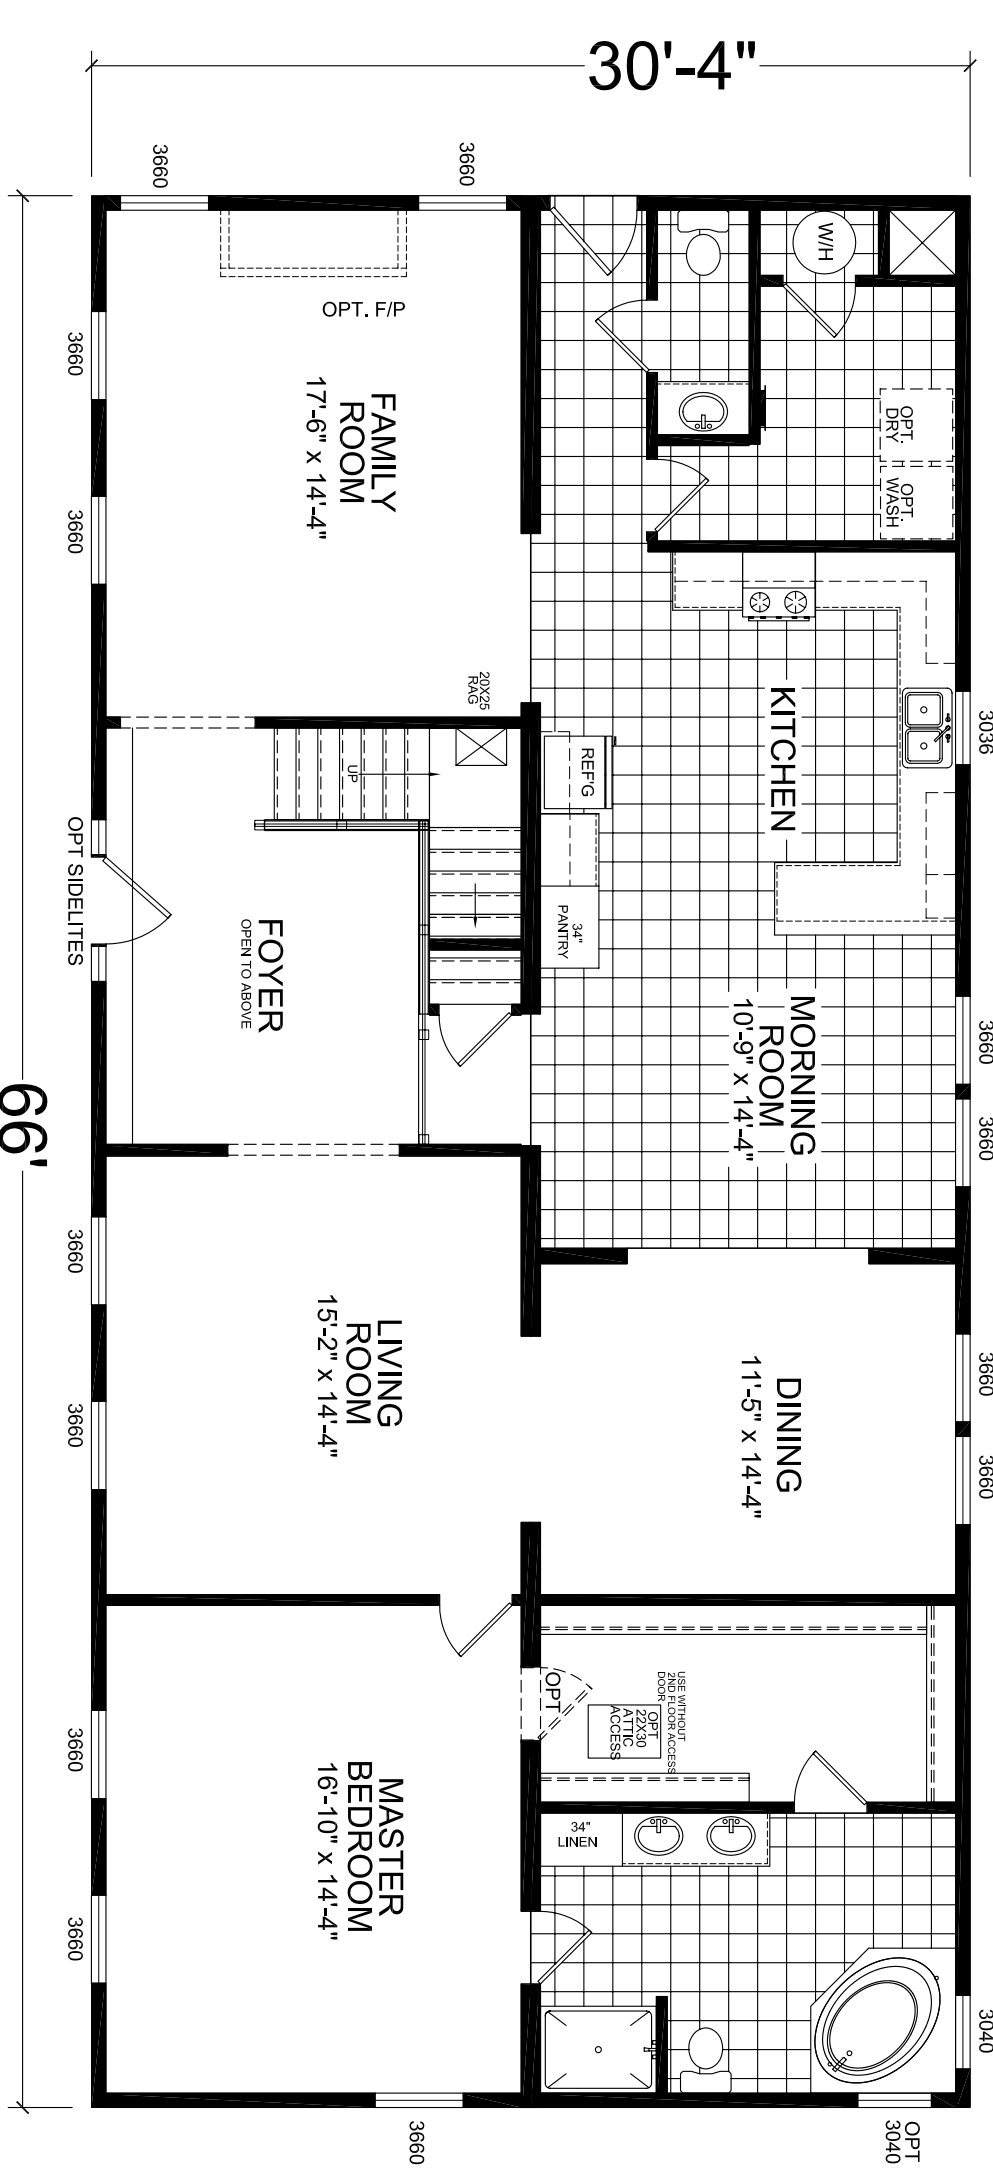 30'-4"
3660
3660
W/H
OPT. F/P
3660
FAMILY
ROOM
17'-6" x 14'-4"
OPT.
DRY
OPT.
WASH
3660
20X25
RAG
KITCHEN
3036
REF'G
UP
OPT SIDELITES
34"
PANTRY
FOYER
OPEN TO ABOVE
MORNING
ROOM
10'-9" x 14'-4"
3660
3660
66'
3660
LIVING
ROOM
15'-2" x 14'-4"
DINING
11'-5" x 14'-4"
3660
3660
3660
OPT
USE WITHOUT
2ND FLOOR ACCESS
DOOR
OPT
22X30
ATTIC
ACCESS
3660
MASTER
BEDROOM
16'-10" x 14'-4"
34"
LINEN
3660
3040
3660
OPT
3040